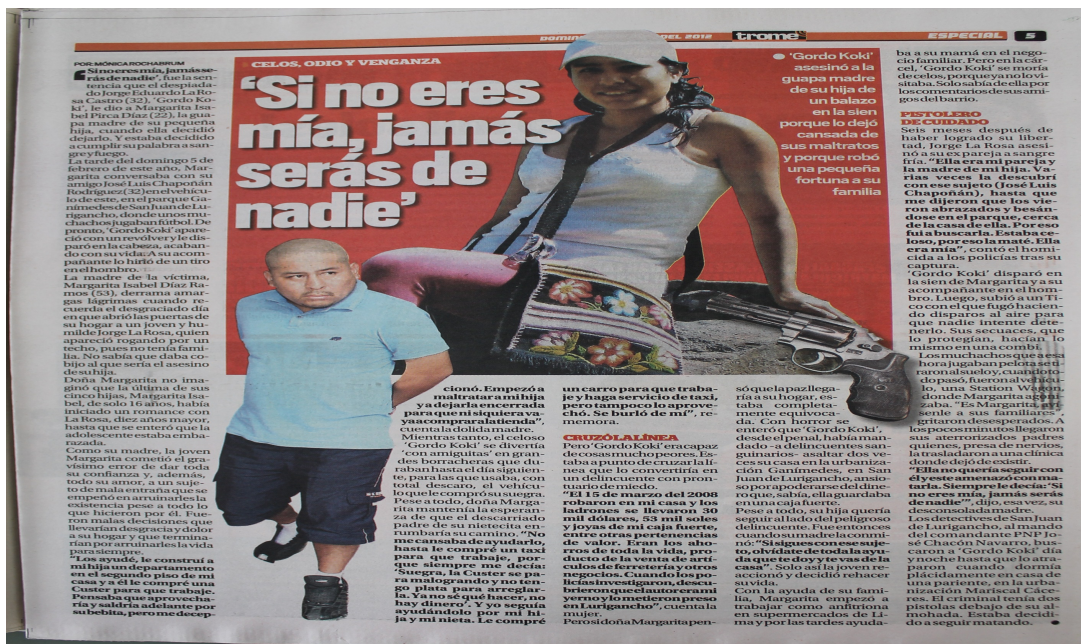 DOMINGO
DEL 2012
trome
ESPECIAL
5
CELOS, ODIO Y VENGANZA
'Si no eres
mía, jamás
serás de
nadie'
'Gordo Koki'
asesinó a la
guapa madre
de su hija de
un balazo
en la sien
porque lo dejó
cansada de
sus maltratos
y porque robó
una pequeña
fortuna a su
familia
POR: MÓNICA ROCHABRUM
'Si no eres mía, jamás se-
rás de nadie', fue la sen-
tencia que el despiada-
do Jorge Eduardo La Ro-
sa Castro (32), 'Gordo Ko-
ki', le dio a Margarita Isa-
bel Pirca Díaz (22), la gua-
pa madre de su pequeña
hija, cuando ella decidió
dejarlo. Y estaba decidido
a cumplir su palabra a san-
gre y fuego.
La tarde del domingo 5 de
febrero de este año, Mar-
garita conversaba con su
amigo José Luis Chapoñán
Rodríguez (32) en el vehícu-
lo de este, en el parque Ga-
nímedes de San Juan de Lu-
rigancho, donde unos mu-
chachos jugaban fútbol. De
pronto, 'Gordo Koki' apare-
ció con un revólver y le dis-
paró en la cabeza, acaban-
do con su vida. A su acom-
pañante lo hirió de un tiro
en el hombro.
La madre de la víctima,
Margarita Isabel Díaz Ra-
mos (53), derrama amar-
gas lágrimas cuando re-
cuerda el desgraciado día
en que abrió las puertas de
su hogar a un joven y hu-
milde Jorge La Rosa, quien
apareció rogando por un
techo, pues no tenía fami-
lia. No sabía que daba co-
bijo al que sería el asesino
de su hija.
Doña Margarita no ima-
ginó que la última de sus
cinco hijas, Margarita Isa-
bel, de solo 16 años, había
iniciado un romance con
La Rosa, diez años mayor,
hasta que se enteró que la
adolescente estaba emba-
razada.
Como su madre, la joven
Margarita cometió el gra-
vísimo error de dar toda
su confianza y, además,
todo su amor, a un suje-
to de mala entraña que se
empeñó en arruinarles la
existencia pese a todo lo
que hicieron por él. Fue-
ron malas decisiones que
llevarían desgracia y dolor
a su hogar y que termina-
rían por arruinarles la vida
para siempre.
"Los ayudé, le construí a
mi hija un departamento
en el segundo piso de mi
casa y a él le compré una
Custer para que trabaje.
Pensaba que aprovecha-
ría y saldría adelante por
su bebita, pero me decep-
cionó. Empezó a
maltratar a mi hija
y a dejarla encerrada
para que ni siquiera va-
ya a comprar a la tienda",
cuenta la dolida madre.
Mientras tanto, el celoso
'Gordo Koki' se divertía
'con amiguitas' en gran-
des borracheras que du-
raban hasta el día siguien-
te, para las que usaba, con
total descaro, el vehícu-
lo que le compró su suegra.
Pese a todo, doña Marga-
rita mantenía la esperan-
za de que el descarriado
padre de su nietecita en-
rumbaría su camino. "No
me cansaba de ayudarlo,
hasta le compré un taxi
para que trabaje, por-
que siempre me decía:
'Suegra, la Custer se pa-
ra malogrando y no ten-
go plata para arreglar-
la. Ya no sé qué hacer, no
hay dinero'. Y yo seguía
ayudándolo por mi hi-
ja y mi nieta. Le compré
un carro para que traba-
je y haga servicio de taxi,
pero tampoco lo aprove-
chó. Se burló de mí", re-
memora.
CRUZÓ LA LÍNEA
Pero 'Gordo Koki' era capaz
de cosas mucho peores. Es-
taba a punto de cruzar la lí-
nea que lo convertiría en
un delincuente con pron-
tuario de miedo.
"El 15 de marzo del 2008
robaron en mi casa y los
ladrones se llevaron 30
mil dólares, 53 mil soles
y joyas de mi caja fuerte,
entre otras pertenencias
de valor. Eran los aho-
rros de toda la vida, pro-
ducto de la venta de artí-
culos de ferretería y otros
negocios. Cuando los po-
licías investigaron, descu-
brieron que el autor era mi
yerno y lo metieron preso
en Lurigancho", cuenta la
mujer.
Pero si doña Margarita pen-
só que la paz llega-
ría a su hogar, es-
taba completa-
mente equivoca-
da. Con horror se
enteró que 'Gordo Koki',
desde el penal, había man-
dado a delincuentes san-
guinarios- asaltar dos ve-
ces su casa en la urbaniza-
ción Ganímedes, en San
Juan de Lurigancho, ansio-
so por apoderarse del dine-
ro que, sabía, ella guardaba
en una caja fuerte.
Pese a todo, su hija quería
seguir al lado del peligroso
delincuente. Fue entonces
cuando su madre la conmi-
nó: "Si sigues con ese suje-
to, olvídate de toda la ayu-
da que te doy y te vas de la
casa". Solo así la joven re-
accionó y decidió rehacer
su vida.
Con la ayuda de su fami-
lia, Margarita empezó a
trabajar como anfitriona
en supermercados de Li-
ma y por las tardes ayuda-
ba a su mamá en el nego-
cio familiar. Pero en la cár-
cel, 'Gordo Koki' se moría
de celos, porque ya no lo vi-
sitaba. Solo sabía de ella por
los comentarios de sus ami-
gos del barrio.
PISTOLERO
DE CUIDADO
Seis meses después de
haber logrado su liber-
tad, Jorge La Rosa asesi-
nó a su ex pareja a sangre
fría. "Ella era mi pareja y
la madre de mi hija. Va-
rias veces la descubrí
con ese sujeto (José Luis
Chapoñán), hasta que
me dijeron que los vie-
ron abrazados y besán-
dose en el parque, cerca
de la casa de ella. Por eso
fui a buscarla. Estaba ce-
loso, por eso la maté. Ella
era mía", contó el homi-
cida a los policías tras su
captura.
'Gordo Koki' disparó en
la sien de Margarita y a su
acompañante en el hom-
bro. Luego, subió a un Ti-
co con el que fugó hacien-
do disparos al aire para
que nadie intente dete-
nerlo. Sus secuaces, que
lo protegían, hacían lo
mismo en una combi.
Los muchachos que a esa
hora jugaban pelota se ti-
raron al suelo y, cuando to-
do pasó, fueron al vehícu-
lo, una Station Wagon,
donde Margarita agoni-
zaba. "Es Margarita, aví-
senle a sus familiares",
gritaron desesperados. A
los pocos minutos llegaron
sus aterrorizados padres
quienes, presa de nervios,
la trasladaron a una clínica
donde dejó de existir.
"Ella no quería seguir con
él y este amenazó con ma-
tarla. Siempre le decía: 'Si
no eres mía, jamás serás
de nadie'", dijo, esa vez, su
desconsolada madre.
Los detectives de San Juan
de Lurigancho, al mando
del comandante PNP Jo-
sé Chacón Navarro, bus-
caron a 'Gordo Koki' día
y noche hasta que lo atra-
paron cuando dormía
plácidamente en casa de
una pariente, en la urba-
nización Mariscal Cáce-
res. El criminal tenía dos
pistolas debajo de su al-
mohada. Estaba decidi-
do a seguir matando.